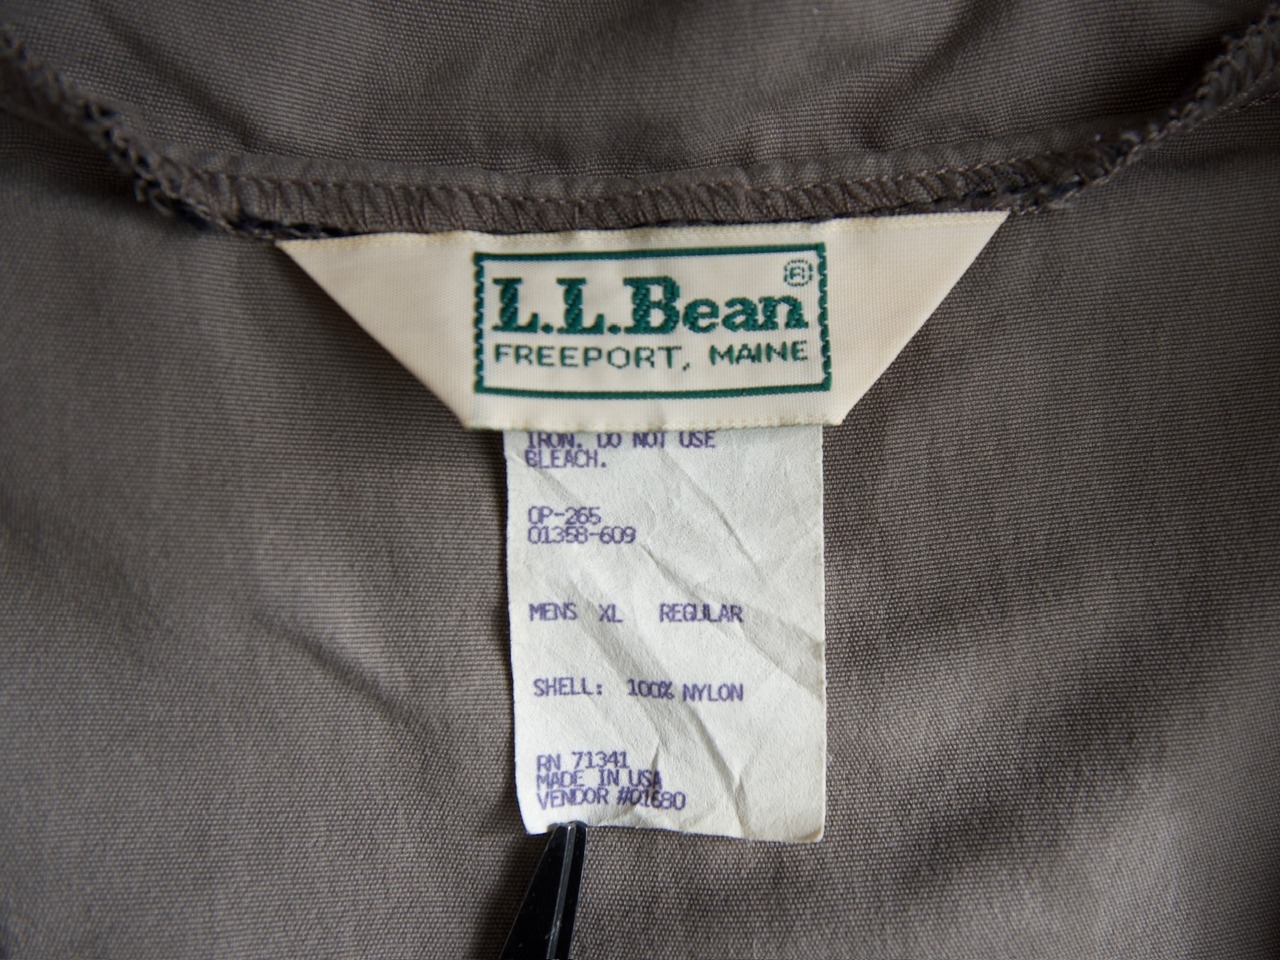 L.L.Bean ®
FREEPORT, MAINE
IRON. DO NOT USE
BLEACH.
OP-265
01358-609
MENS XL REGULAR
SHELL: 100% NYLON
RN 71341
MADE IN USA
VENDOR #01680